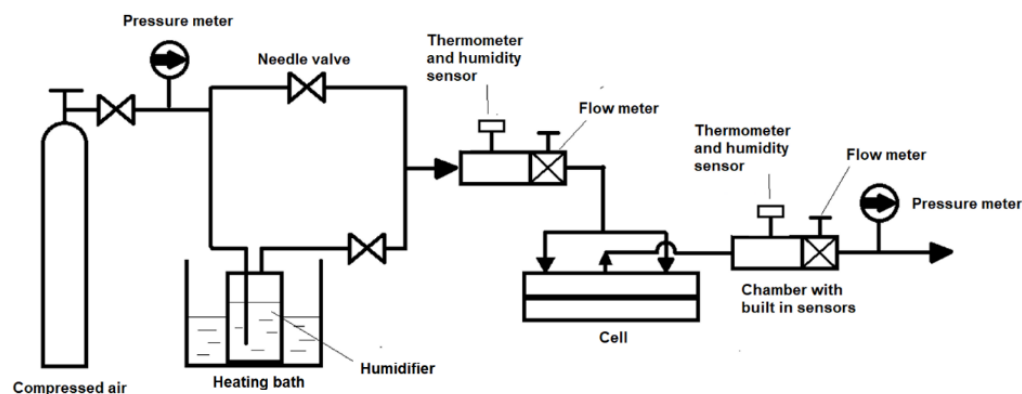 Pressure meter
Needle valve
Thermometer
and humidity
sensor
Flow meter
Thermometer
and humidity
sensor
Flow meter
Pressure meter
Chamber with
built in sensors
Cell
Humidifier
Heating bath
Compressed air